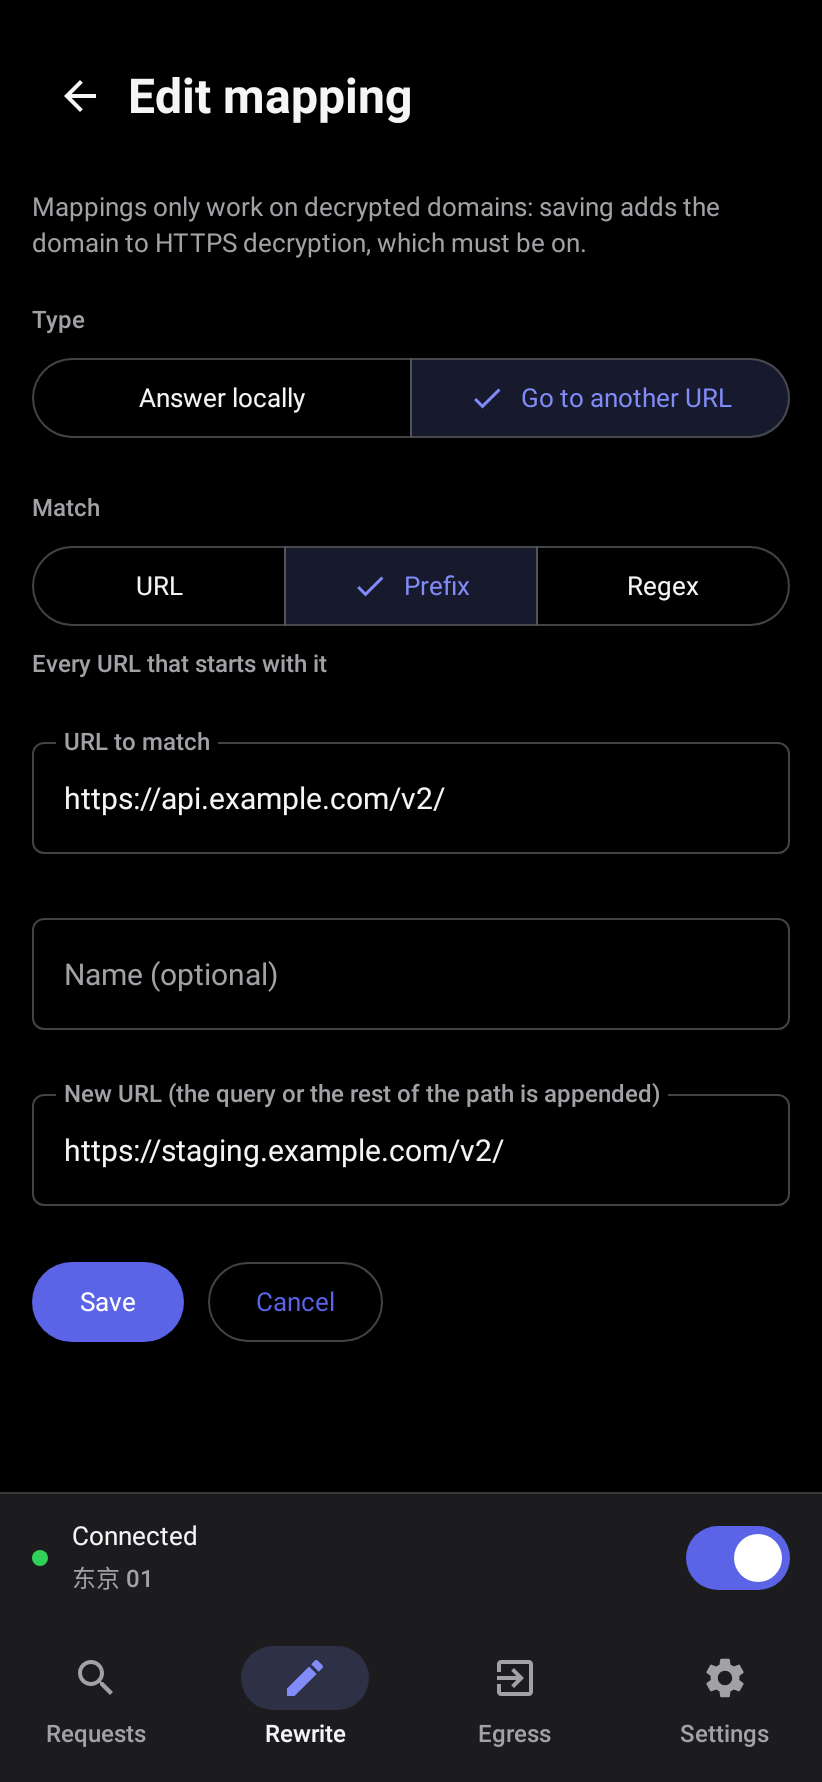 Edit mapping
Mappings only work on decrypted domains: saving adds the
domain to HTTPS decryption, which must be on.
Type
Answer locally
Go to another URL
Match
URL
Prefix
Regex
Every URL that starts with it
URL to match
https://api.example.com/v2/
Name (optional)
New URL (the query or the rest of the path is appended)
https://staging.example.com/v2/
Save
Cancel
Connected
东京 01
Requests
Rewrite
Egress
Settings